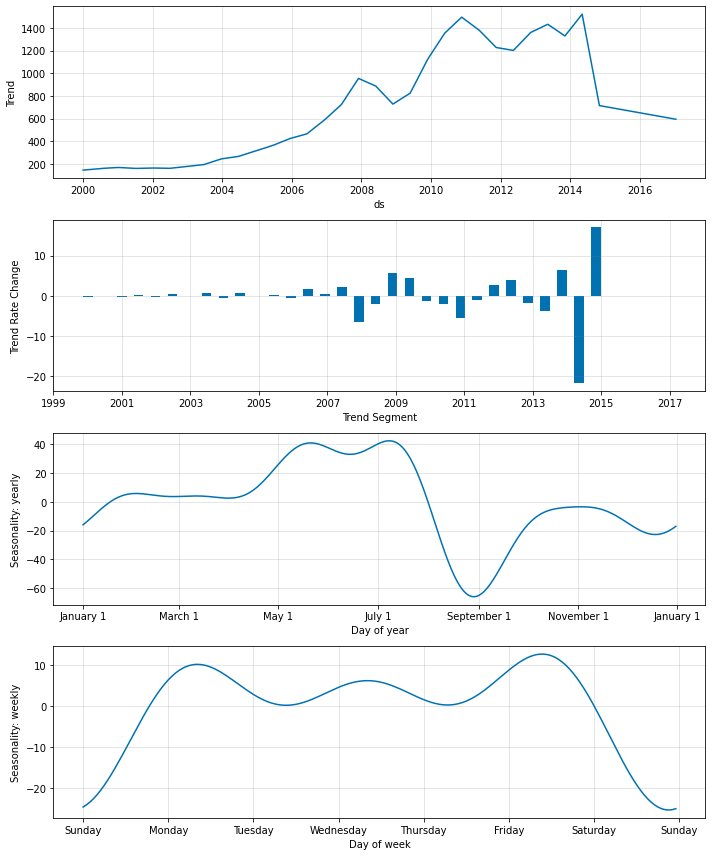 1400
1200
1000
800
600
400
200
Trend
2000 2002 2004 2006 2008 2010 2012 2014 2016
ds
10
0
−10
−20
Trend Rate Change
1999 2001 2003 2005 2007 2009 2011 2013 2015 2017
Trend Segment
40
20
0
−20
−40
−60
Seasonality: yearly
January 1 March 1 May 1 July 1 September 1 November 1 January 1
Day of year
10
0
−10
−20
Seasonality: weekly
Sunday Monday Tuesday Wednesday Thursday Friday Saturday Sunday
Day of week